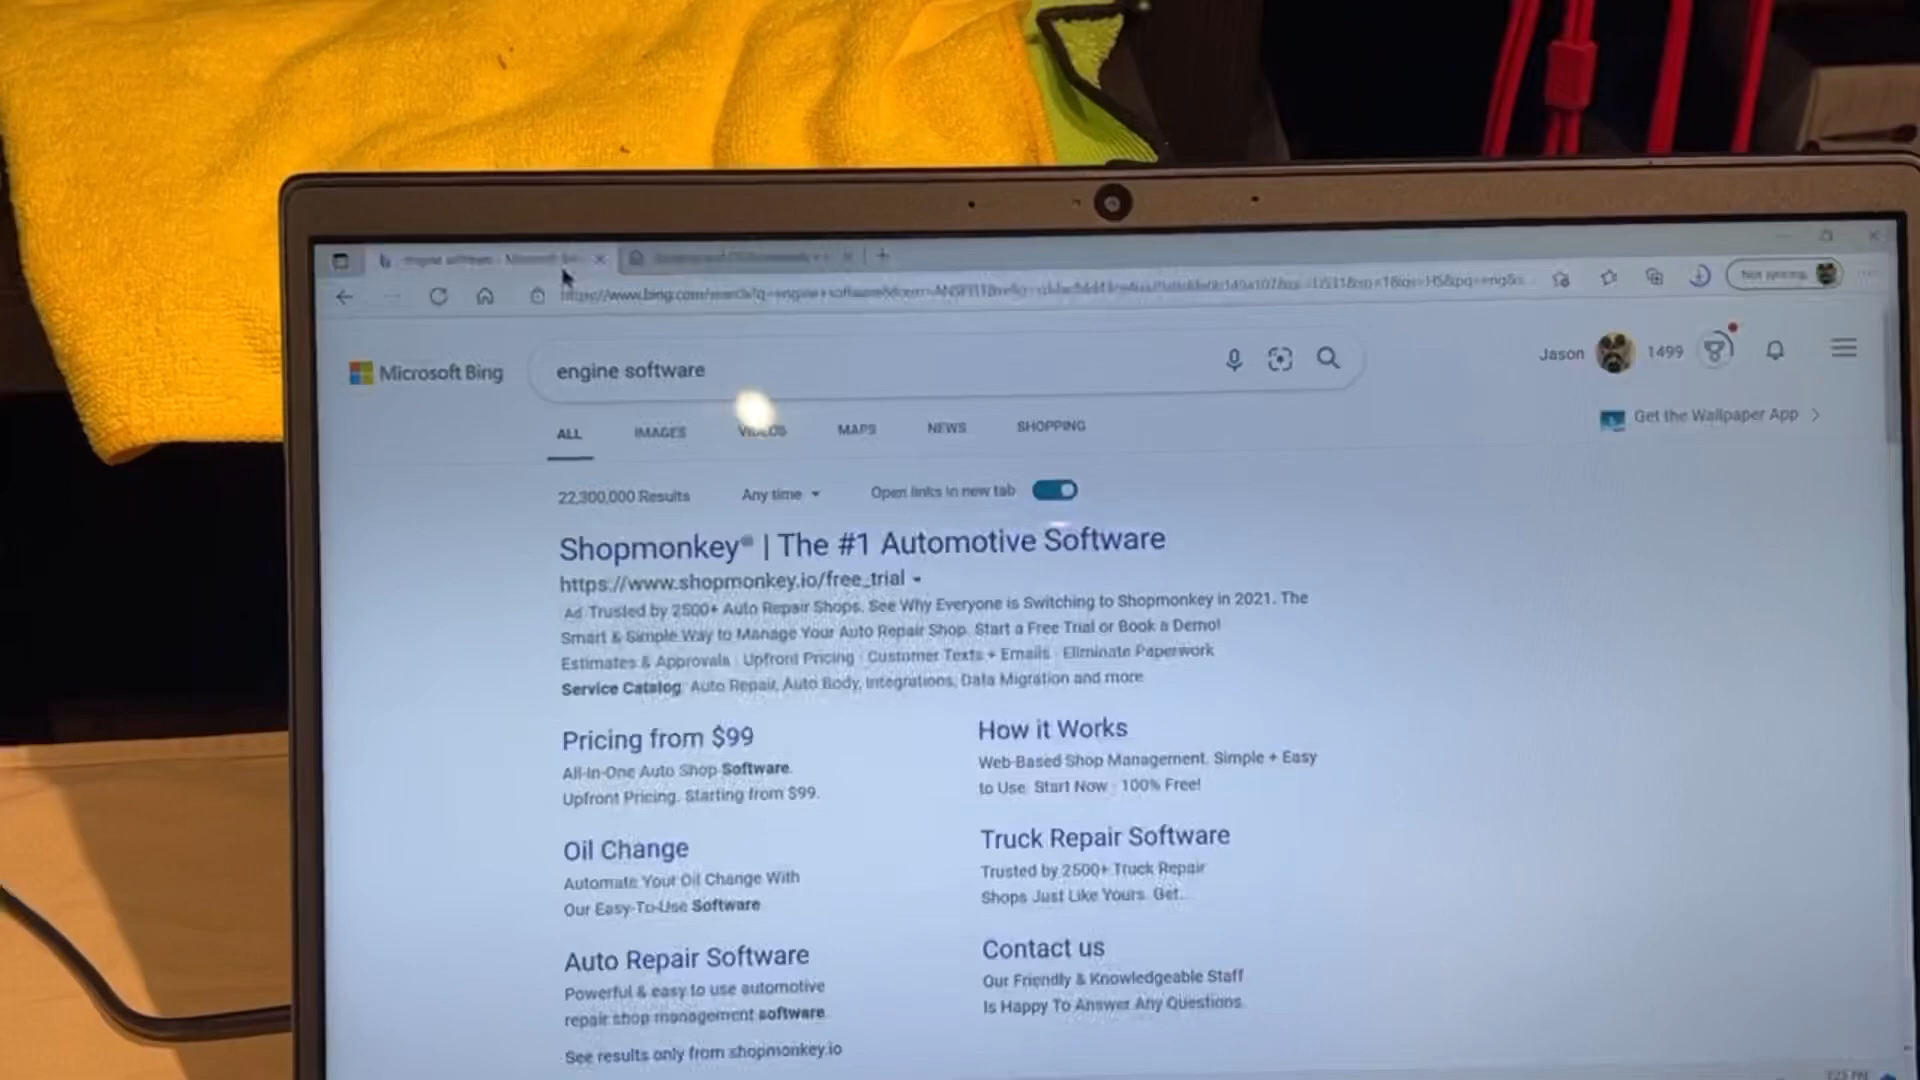 engine software - Microsoft
Not syncing
Microsoft Bing
engine software
Jason
1499
ALL
IMAGES
VIDEOS
MAPS
NEWS
SHOPPING
Get the Wallpaper App
22,300,000 Results
Any time
Open links in new tab
Shopmonkey® | The #1 Automotive Software
https://www.shopmonkey.io/free_trial
Ad Trusted by 2500+ Auto Repair Shops. See Why Everyone is Switching to Shopmonkey in 2021. The
Smart & Simple Way to Manage Your Auto Repair Shop. Start a Free Trial or Book a Demo!
Estimates & Approvals · Upfront Pricing · Customer Texts + Emails · Eliminate Paperwork
Service Catalog: Auto Repair, Auto Body, Integrations, Data Migration and more
Pricing from $99
All-In-One Auto Shop Software.
Upfront Pricing. Starting from $99.
How it Works
Web-Based Shop Management. Simple + Easy
to Use. Start Now · 100% Free!
Oil Change
Automate Your Oil Change With
Our Easy-To-Use Software
Truck Repair Software
Trusted by 2500+ Truck Repair
Shops Just Like Yours. Get...
Auto Repair Software
Powerful & easy to use automotive
repair shop management software
Contact us
Our Friendly & Knowledgeable Staff
Is Happy To Answer Any Questions.
See results only from shopmonkey.io